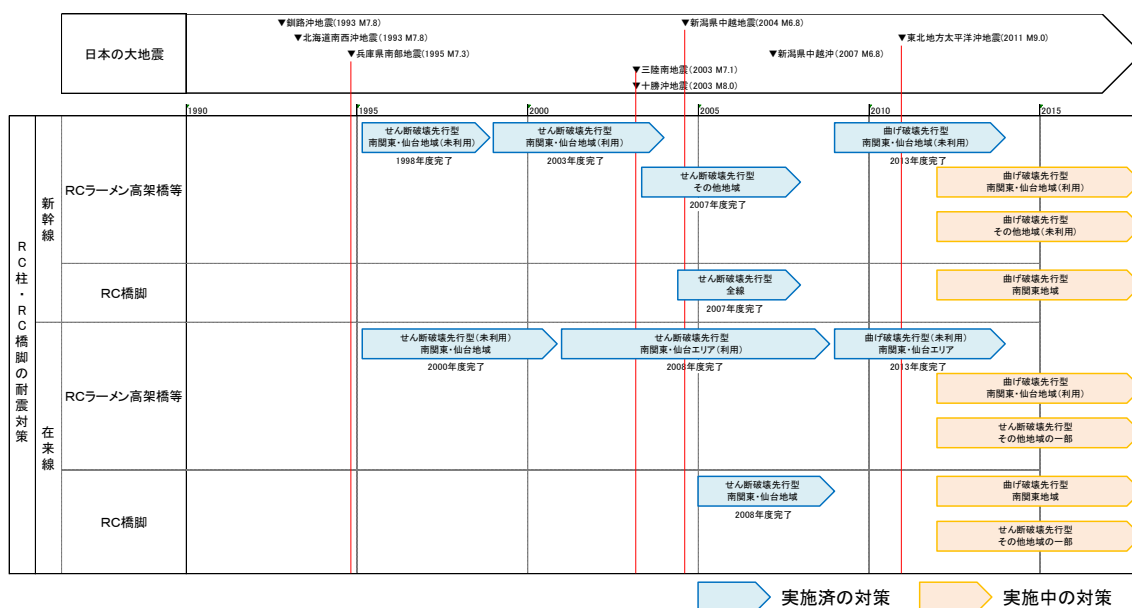 日本の大地震
▼釧路沖地震(1993 M7.8)
▼北海道南西沖地震(1993 M7.8)
▼兵庫県南部地震(1995 M7.3)
▼三陸南地震(2003 M7.1)
▼十勝沖地震(2003 M8.0)
▼新潟県中越地震(2004 M6.8)
▼新潟県中越沖(2007 M6.8)
▼東北地方太平洋沖地震(2011 M9.0)
1990
1995
2000
2005
2010
2015
RC柱・RC橋脚の耐震対策
新幹線
RCラーメン高架橋等
せん断破壊先行型
南関東・仙台地域(未利用)
1998年度完了
せん断破壊先行型
南関東・仙台地域(利用)
2003年度完了
曲げ破壊先行型
南関東・仙台地域(未利用)
2013年度完了
せん断破壊先行型
その他地域
2007年度完了
曲げ破壊先行型
南関東・仙台地域(利用)
曲げ破壊先行型
その他地域(未利用)
RC橋脚
せん断破壊先行型
全線
2007年度完了
曲げ破壊先行型
南関東地域
在来線
RCラーメン高架橋等
せん断破壊先行型(未利用)
南関東・仙台地域
2000年度完了
せん断破壊先行型
南関東・仙台エリア(利用)
2008年度完了
曲げ破壊先行型(未利用)
南関東・仙台エリア
2013年度完了
曲げ破壊先行型
南関東・仙台地域(利用)
せん断破壊先行型
その他地域の一部
RC橋脚
せん断破壊先行型
南関東・仙台地域
2008年度完了
曲げ破壊先行型
南関東地域
せん断破壊先行型
その他地域の一部
実施済の対策
実施中の対策